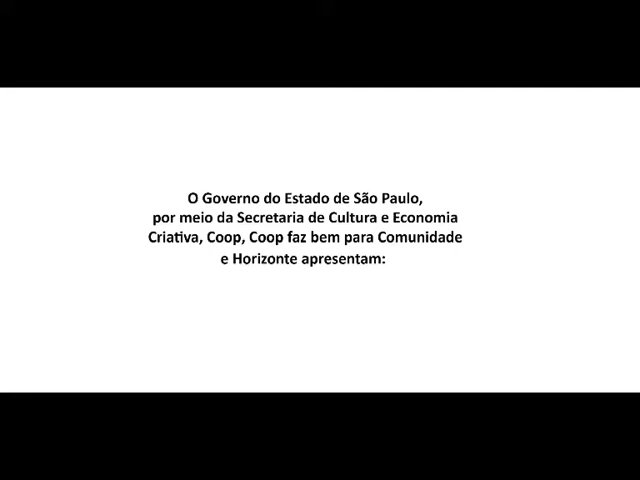 O Governo do Estado de São Paulo,
por meio da Secretaria de Cultura e Economia
Criativa, Coop, Coop faz bem para Comunidade
e Horizonte apresentam: